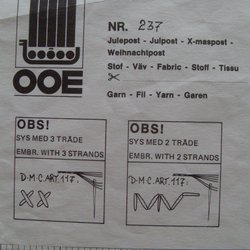 NR. 237
Julepost - Julpost - X-maspost -
Weihnachtpost
Stof - Väv - Fabric - Stoff - Tissu
OOE
Garn - Fil - Yarn - Garen
OBS!
SYS MED 3 TRÅDE
EMBR. WITH 3 STRANDS
D.M.C. ART. 117.
XX
OBS!
SYS MED 2 TRÅDE
EMBR. WITH 2 STRANDS
D.M.C. ART. 117.